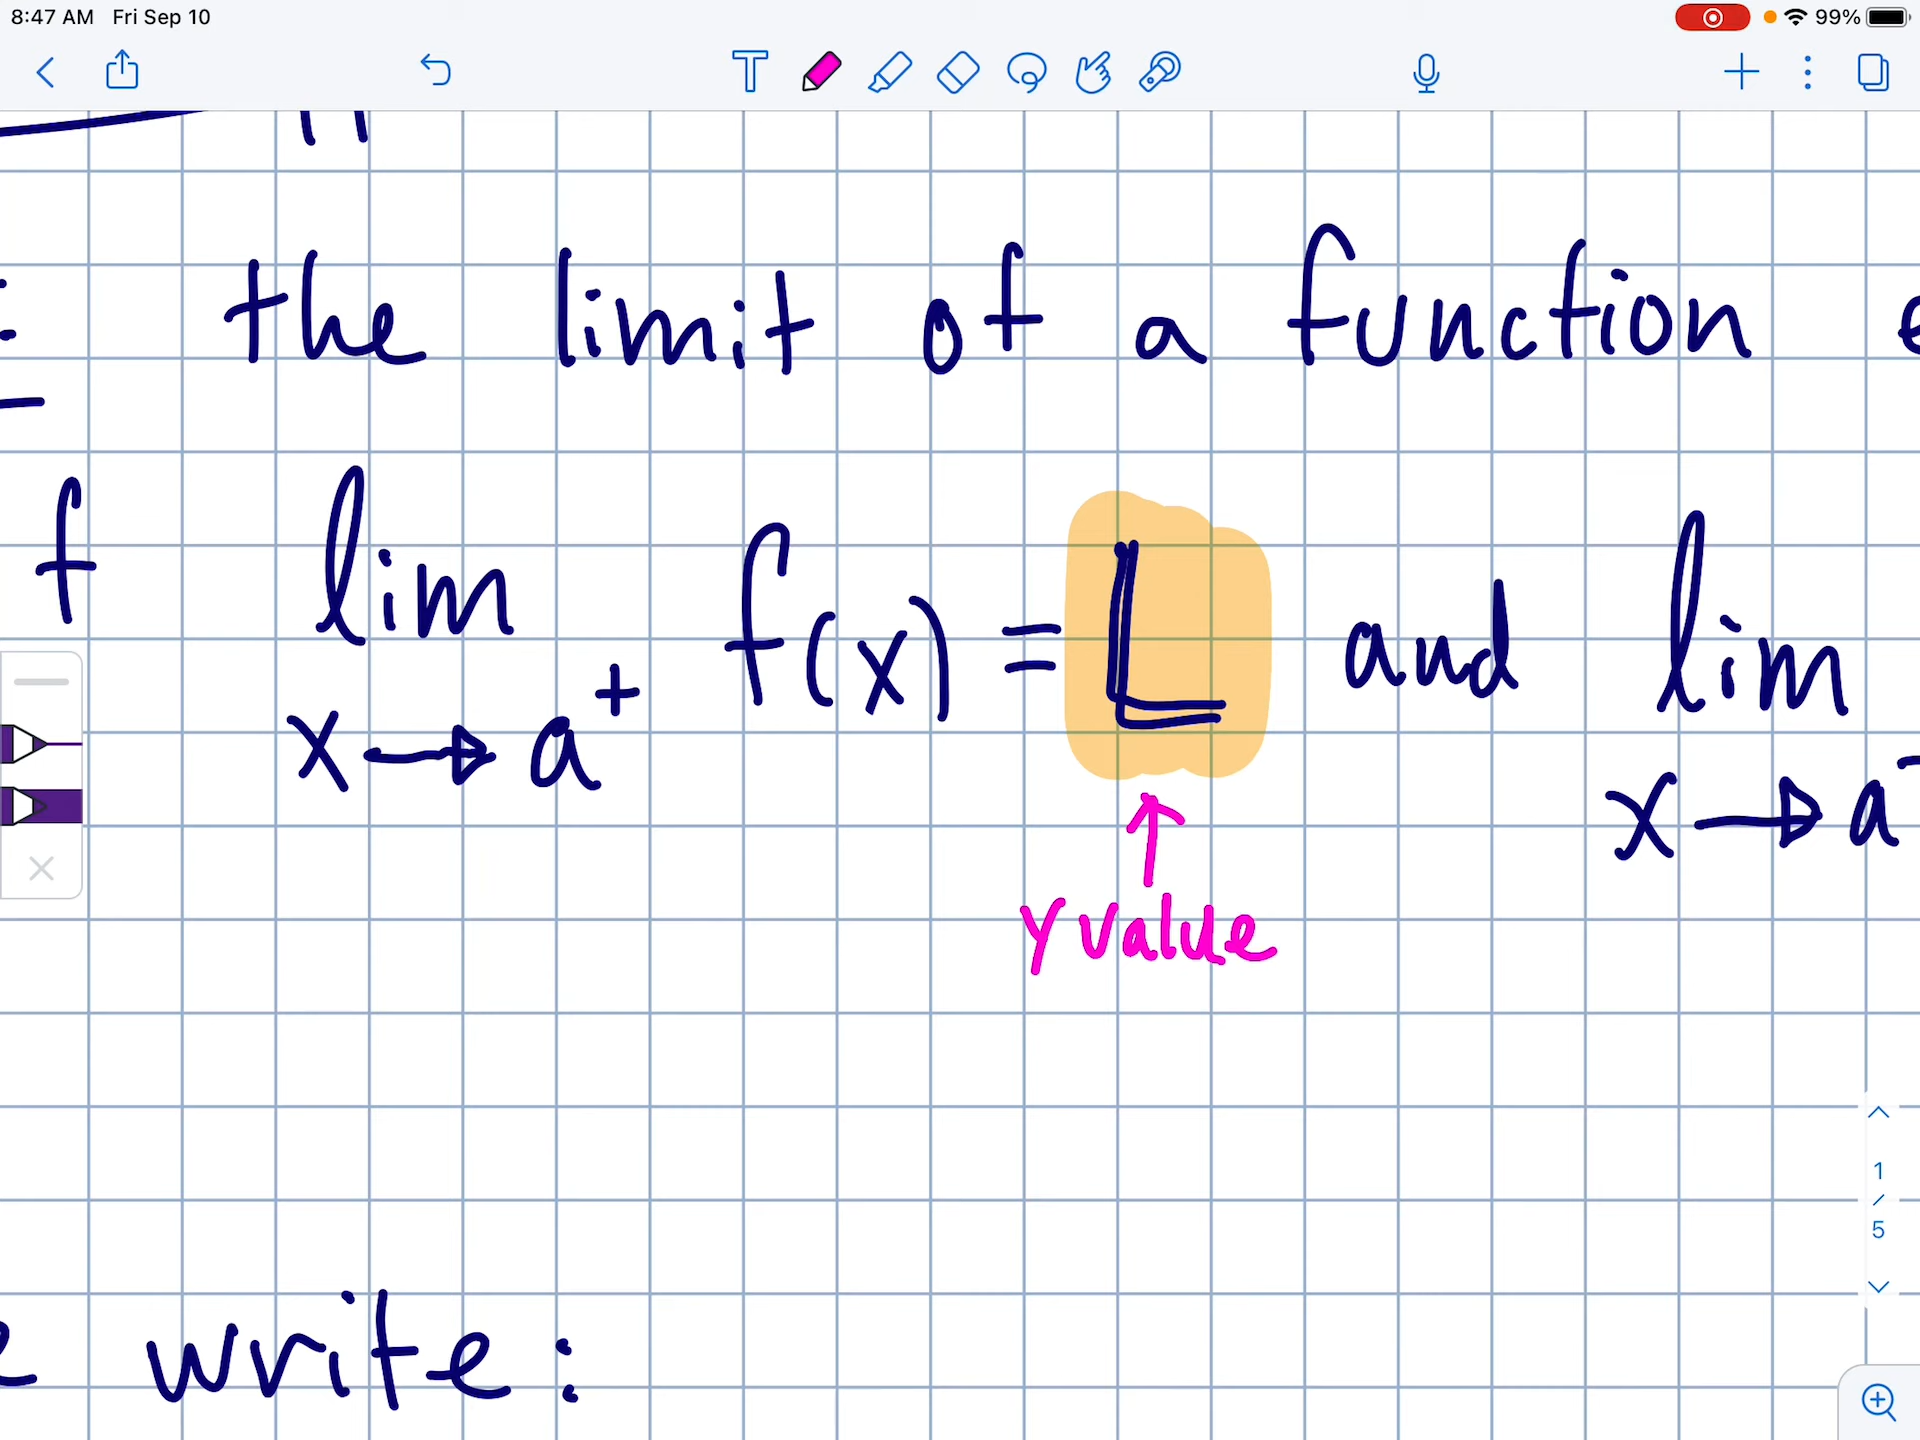 8:47 AM Fri Sep 10 99%
T
the limit of a function
f lim f(x) = L and lim
x → a+ x → a-
↑
y value
1
/
5
write: